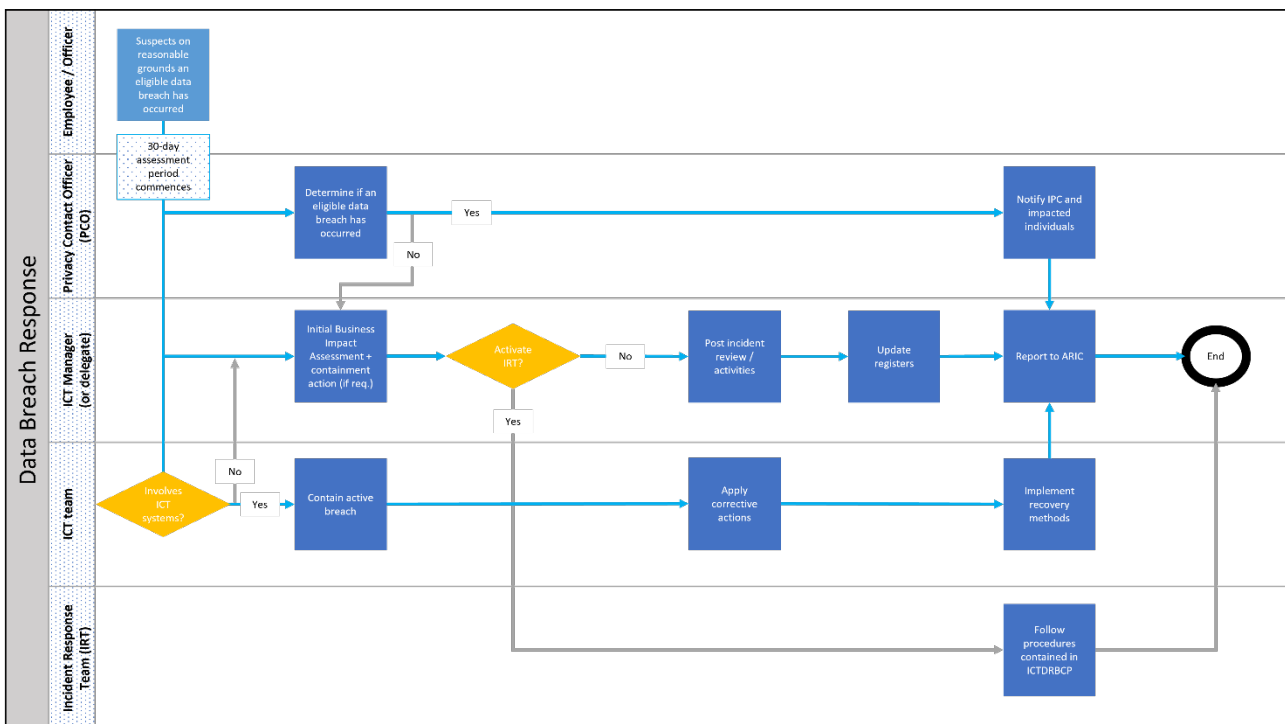 Data Breach Response
Employee / Officer
Suspects on
reasonable
grounds an
eligible data
breach has
occurred
30-day
assessment
period
commences
Privacy Contact Officer
(PCO)
Determine if an
eligible data
breach has
occurred
Yes
No
Notify IPC and
impacted
individuals
ICT Manager
(or delegate)
Initial Business
Impact
Assessment +
containment
action (if req.)
Activate
IRT?
No
Yes
Post incident
review /
activities
Update
registers
Report to ARIC
End
ICT team
Involves
ICT
systems?
No
Yes
Contain active
breach
Apply
corrective
actions
Implement
recovery
methods
Incident Response
Team (IRT)
Follow
procedures
contained in
ICTDRBCP